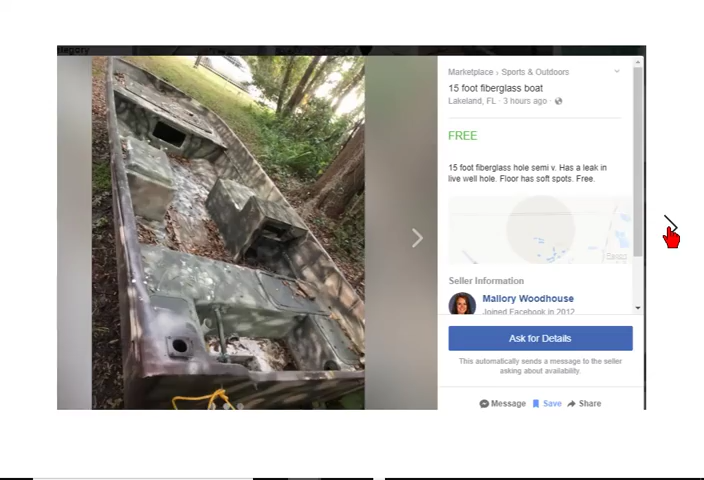 Marketplace › Sports & Outdoors
15 foot fiberglass boat
Lakeland, FL · 3 hours ago ·
FREE
15 foot fiberglass hole semi v. Has a leak in
live well hole. Floor has soft spots. Free.
Seller Information
Mallory Woodhouse
Joined Facebook in 2012
Ask for Details
This automatically sends a message to the seller
asking about availability.
Message Save Share